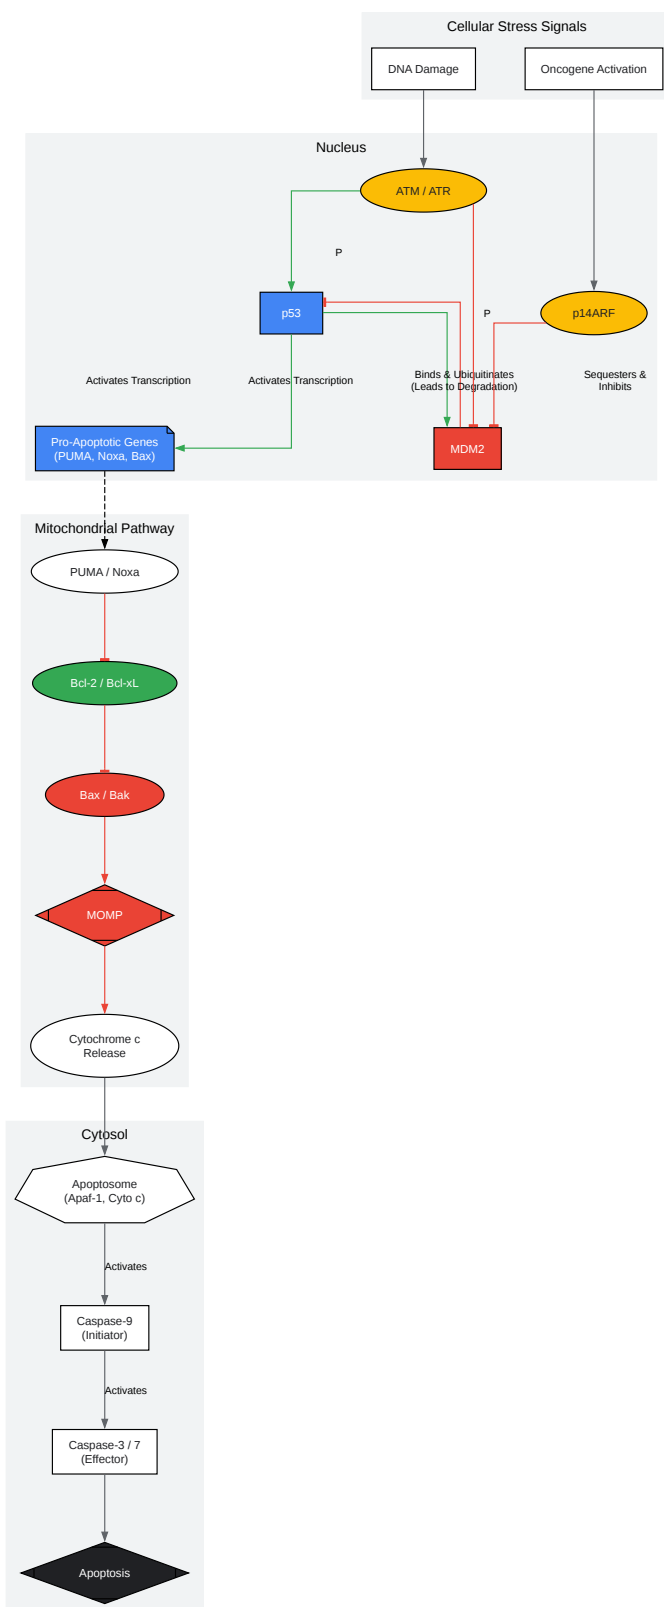 Cellular Stress Signals
DNA Damage
Oncogene Activation
Nucleus
ATM / ATR
P
p53
P
p14ARF
Activates Transcription
Activates Transcription
Binds & Ubiquitinates
(Leads to Degradation)
Sequesters &
Inhibits
Pro-Apoptotic Genes
(PUMA, Noxa, Bax)
MDM2
Mitochondrial Pathway
PUMA / Noxa
Bcl-2 / Bcl-xL
Bax / Bak
MOMP
Cytochrome c
Release
Cytosol
Apoptosome
(Apaf-1, Cyto c)
Activates
Caspase-9
(Initiator)
Activates
Caspase-3 / 7
(Effector)
Apoptosis